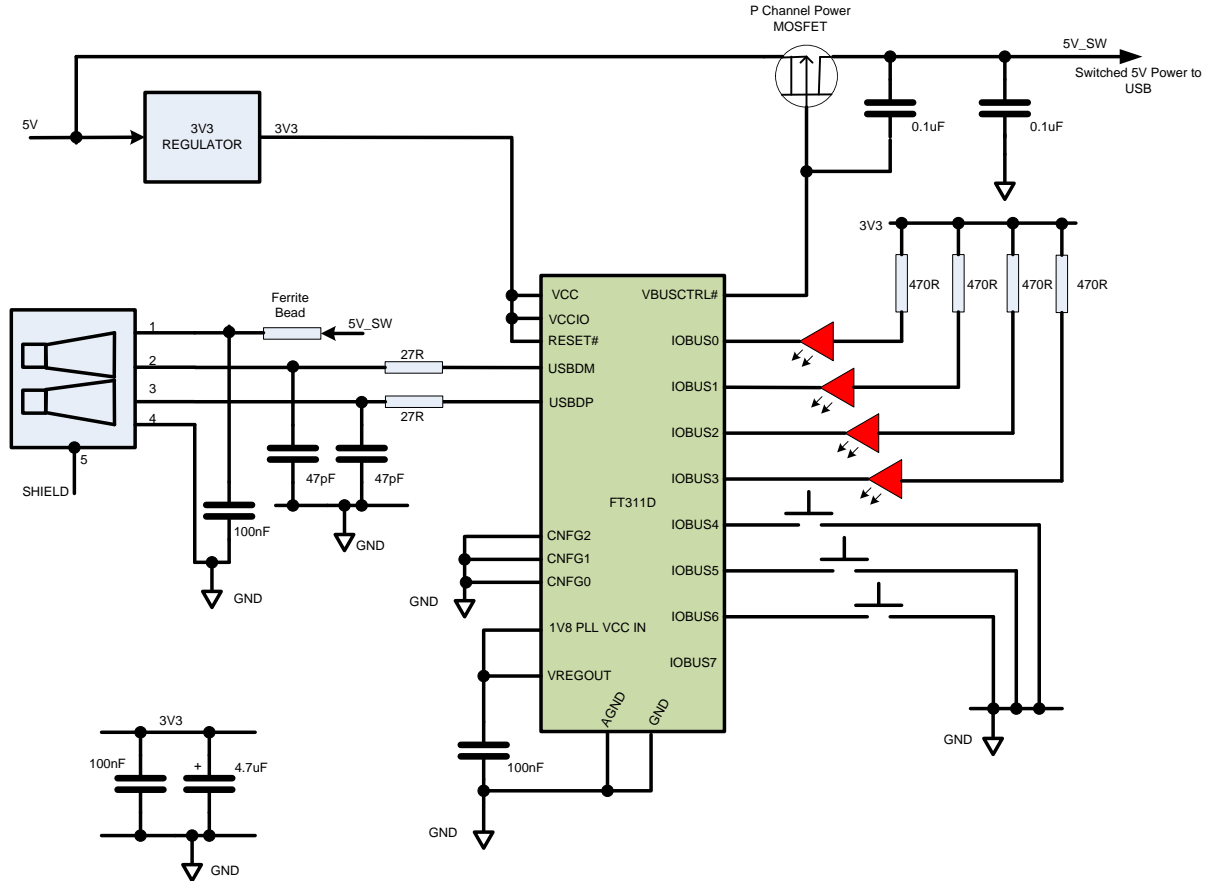 P Channel Power
MOSFET
5V_SW
Switched 5V Power to
USB
5V
3V3
REGULATOR
3V3
0.1uF
0.1uF
3V3
470R
470R
470R
470R
Ferrite
Bead
5V_SW
1
2
3
4
5
SHIELD
27R
27R
47pF
47pF
100nF
GND
GND
VCC
VCCIO
RESET#
USBDM
USBDP
FT311D
CNFG2
CNFG1
CNFG0
1V8 PLL VCC IN
VREGOUT
AGND
GND
VBUSCTRL#
IOBUS0
IOBUS1
IOBUS2
IOBUS3
IOBUS4
IOBUS5
IOBUS6
IOBUS7
GND
GND
3V3
100nF
+
4.7uF
GND
100nF
GND